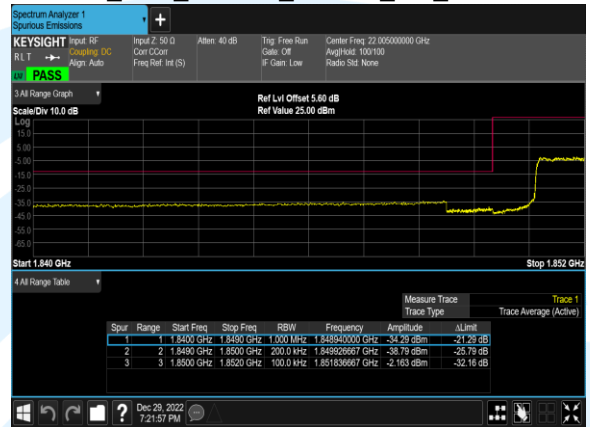 Spectrum Analyzer 1
Spurious Emissions
+
KEYSIGHT Input: RF Input Z: 50 Ω Atten: 40 dB Trig: Free Run Center Freq: 22.005000000 GHz
RLT Coupling: DC Corr CCorr Gate: Off Avg|Hold: 100/100
Align: Auto Freq Ref: Int (S) IF Gain: Low Radio Std: None
PASS
3 All Range Graph
Ref Lvl Offset 5.60 dB
Scale/Div 10.0 dB Ref Value 25.00 dBm
Log
15.0
5.00
-5.00
-15.0
-25.0
-35.0
-45.0
-55.0
-65.0
Start 1.840 GHz Stop 1.852 GHz
4 All Range Table
Measure Trace Trace 1
Trace Type Trace Average (Active)
Spur Range Start Freq Stop Freq RBW Frequency Amplitude ΔLimit
1 1 1.8400 GHz 1.8490 GHz 1.000 MHz 1.848940000 GHz -34.29 dBm -21.29 dB
2 2 1.8490 GHz 1.8500 GHz 200.0 kHz 1.849926667 GHz -38.79 dBm -25.79 dB
3 3 1.8500 GHz 1.8520 GHz 100.0 kHz 1.851836667 GHz -2.163 dBm -32.16 dB
? Dec 29, 2022
7:21:57 PM